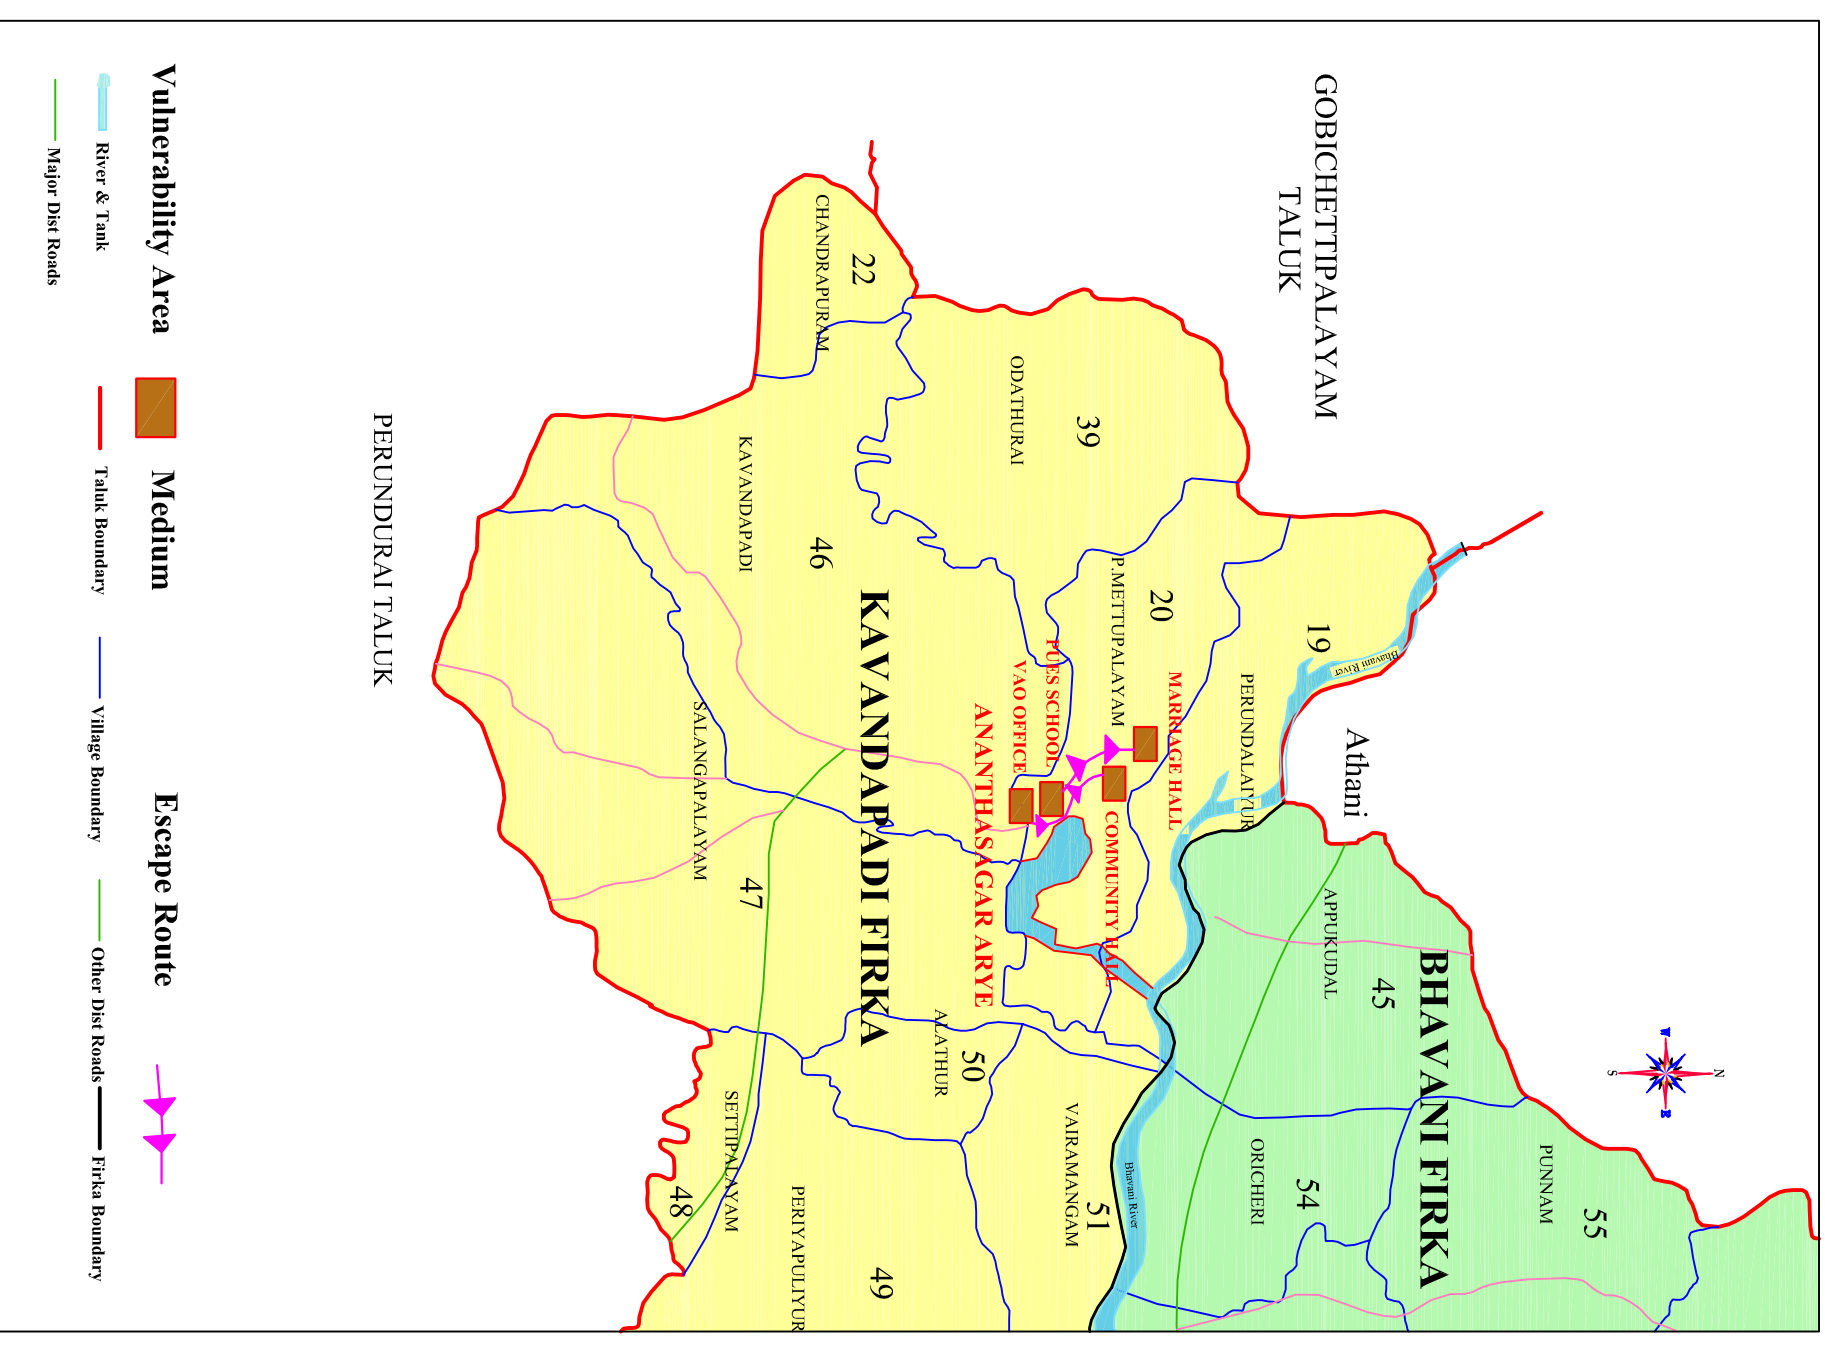 GOBICHETTIPALAYAM
TALUK
N
W
E
S
Athani
Bhavani River
19
PERUNDALAIYUR
20
P.METTUPALAYAM
MARRIAGE HALL
COMMUNITY HALL
PUES SCHOOL
VAO OFFICE
ANANTHASAGAR ARYE
39
ODATHURAI
22
CHANDRAPURAM
46
KAVANDAPADI
KAVANDAPADI FIRKA
SALANGAPALAYAM
47
BHAVANI FIRKA
45
APPUKUDAL
55
PUNNAM
54
ORICHERI
Bhavani River
51
VAIRAMANGAM
50
ALATHUR
49
PERIYAPULIYUR
SETTIPALAYAM
48
PERUNDURAI TALUK
Vulnerability Area
Medium
Escape Route
River & Tank
Taluk Boundary
Village Boundary
Other Dist Roads
Firka Boundary
Major Dist Roads